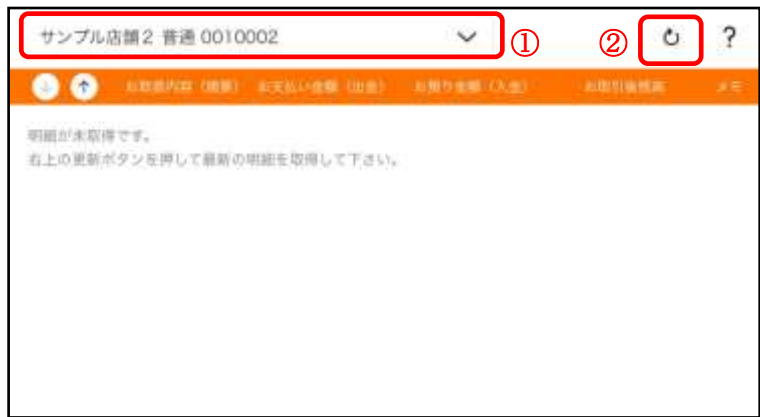 サンプル店舗2 普通 0010002
①
②
?
お取扱内容（摘要） お支払い金額（出金） お預り金額（入金） お取引後残高 メモ
明細が未取得です。
右上の更新ボタンを押して最新の明細を取得して下さい。